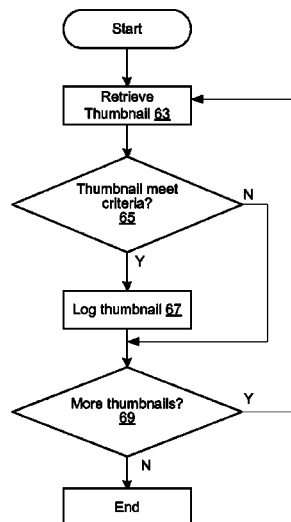 Start
Retrieve
Thumbnail 63
Thumbnail meet
criteria?
65
N
Y
Log thumbnail 67
More thumbnails?
69
Y
N
End